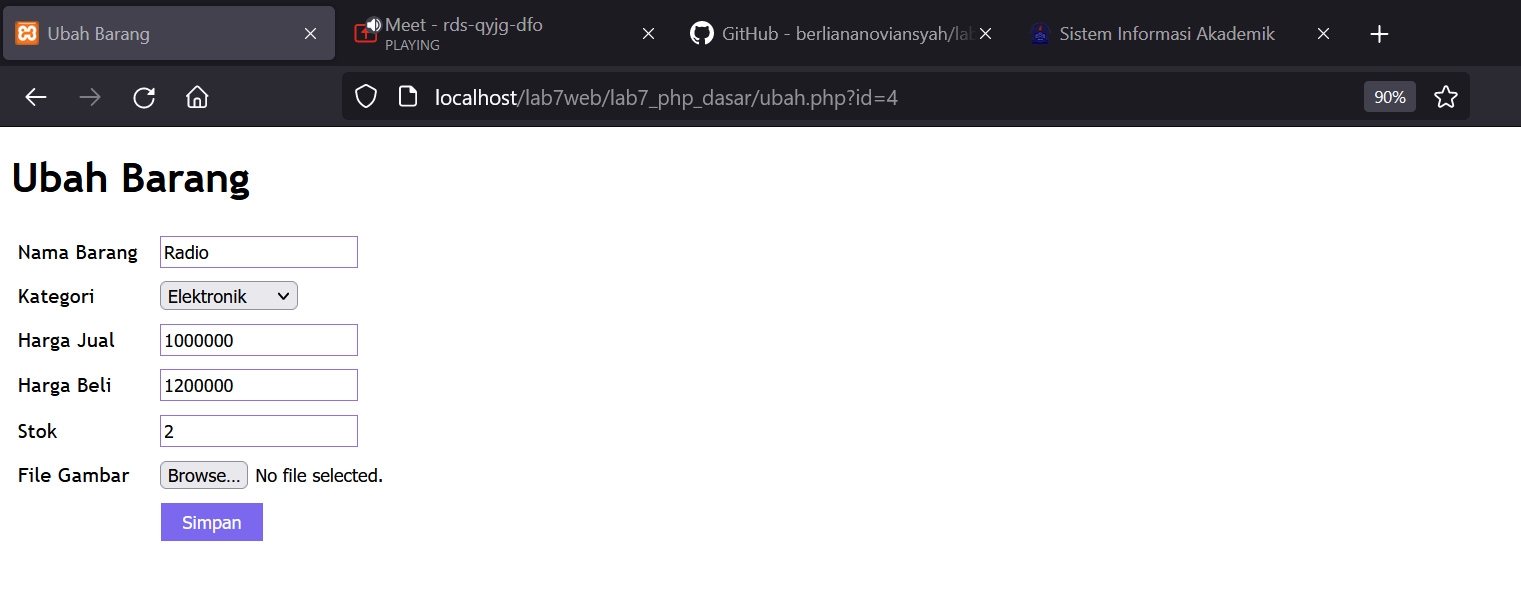 Ubah Barang
Meet - rds-qyjg-dfo
PLAYING
GitHub - berliananoviansyah/lab
Sistem Informasi Akademik
localhost/lab7web/lab7_php_dasar/ubah.php?id=4
90%
Ubah Barang
Nama Barang Radio
Kategori Elektronik
Harga Jual 1000000
Harga Beli 1200000
Stok 2
File Gambar Browse... No file selected.
Simpan